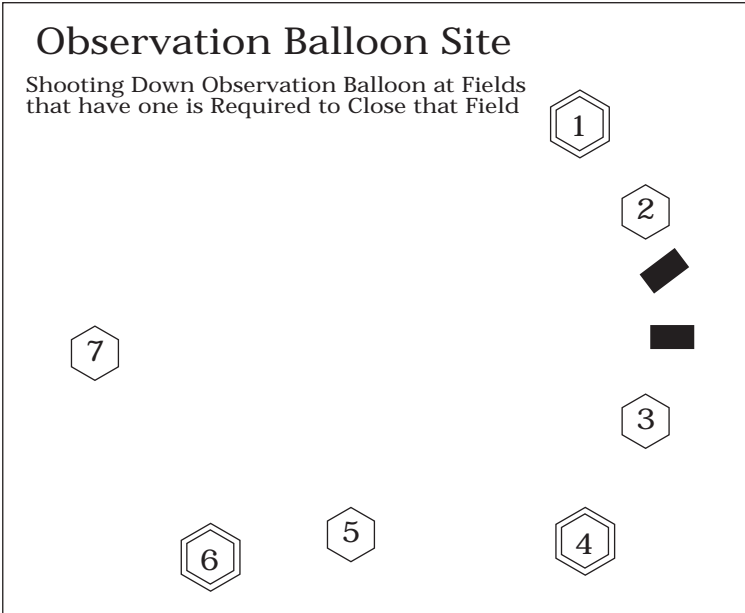 Observation Balloon Site
Shooting Down Observation Balloon at Fields
that have one is Required to Close that Field
1
2
7
3
5
4
6